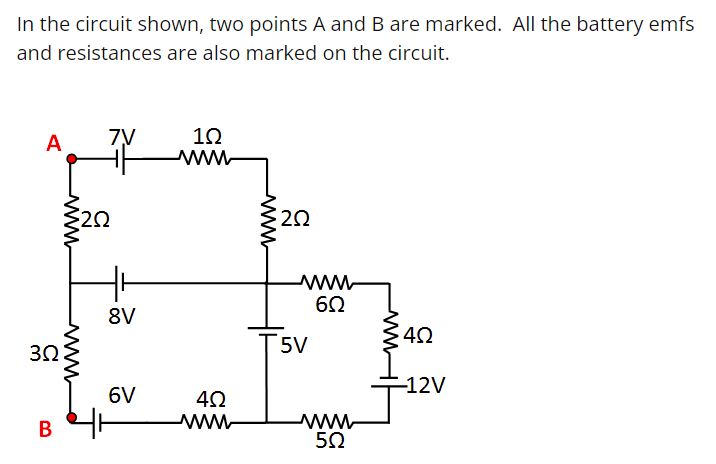 In the circuit shown, two points A and B are marked.  All the battery emfs
and resistances are also marked on the circuit.
A
7V
1Ω
2Ω
2Ω
6Ω
8V
5V
4Ω
3Ω
12V
6V
4Ω
B
5Ω